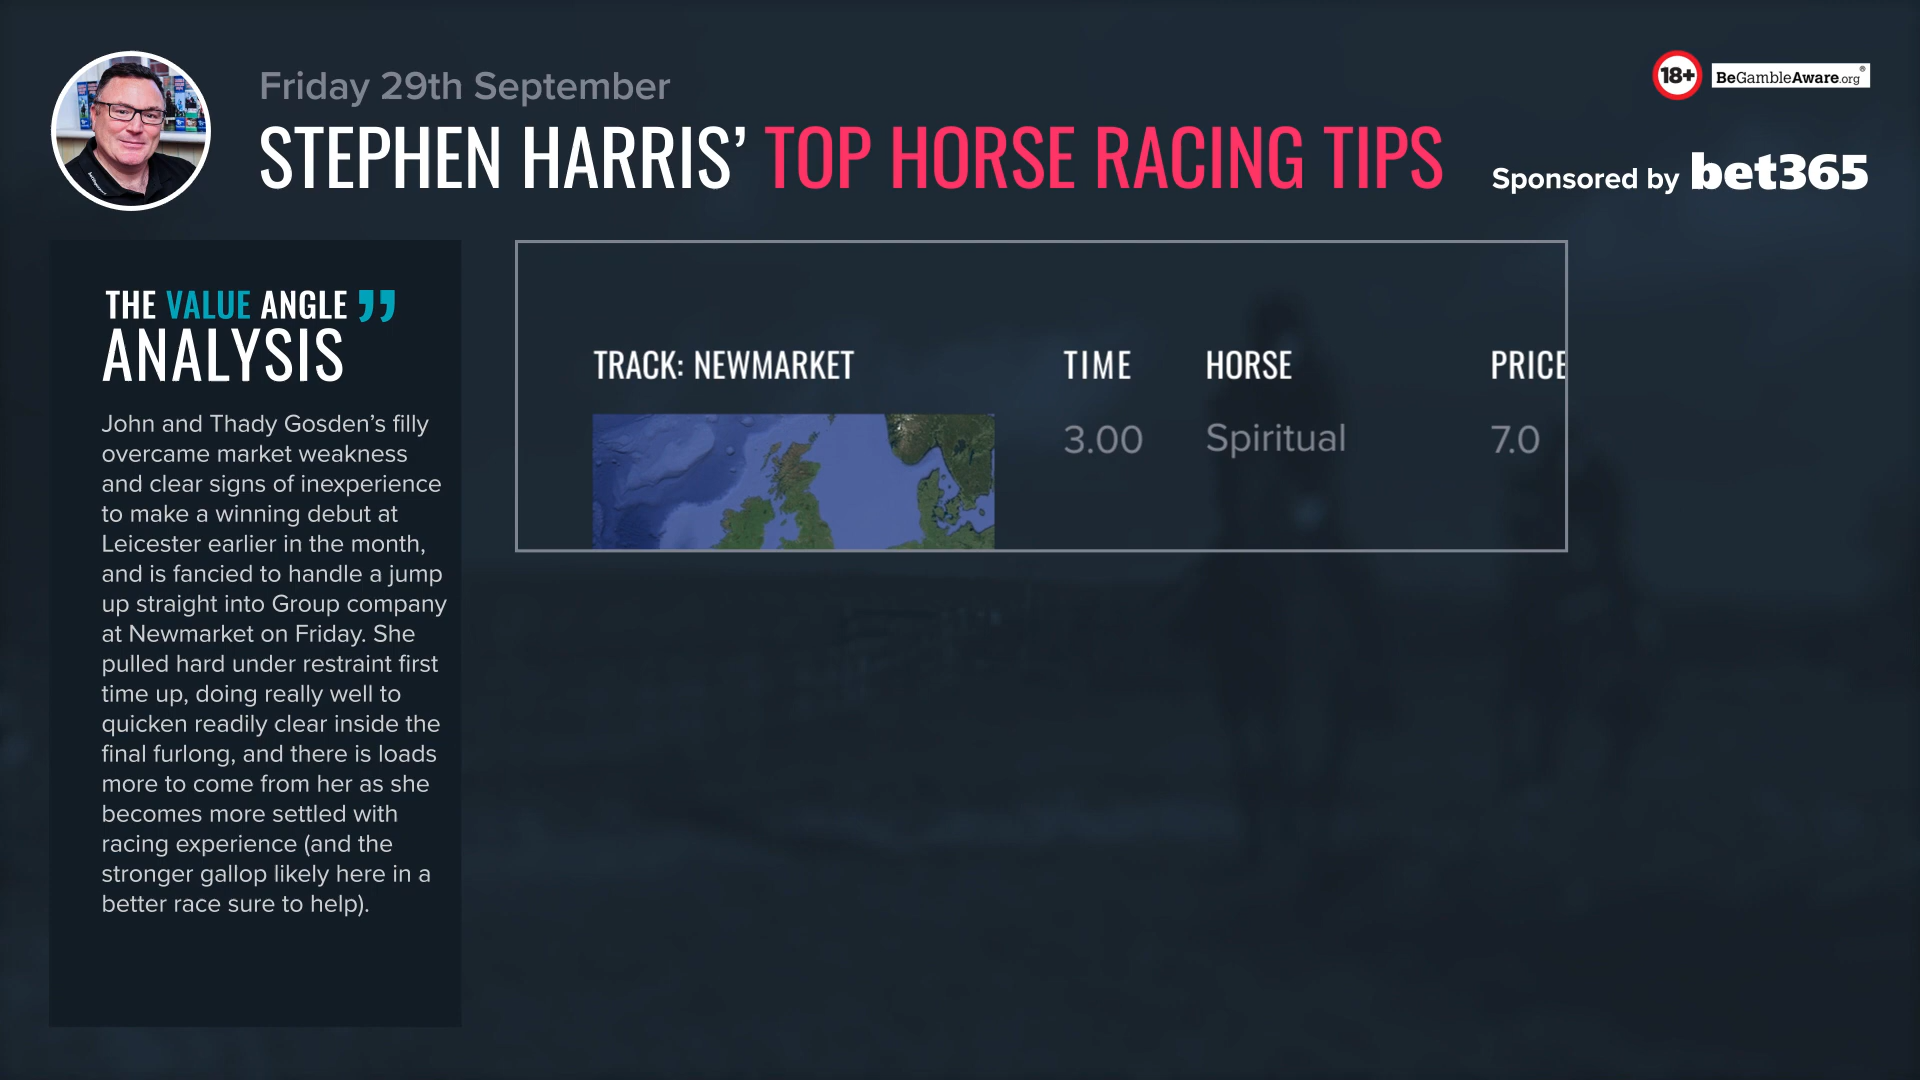 Friday 29th September
STEPHEN HARRIS’ TOP HORSE RACING TIPS
18+
BeGambleAware.org®
Sponsored by bet365
THE VALUE ANGLE ”
ANALYSIS
John and Thady Gosden’s filly
overcame market weakness
and clear signs of inexperience
to make a winning debut at
Leicester earlier in the month,
and is fancied to handle a jump
up straight into Group company
at Newmarket on Friday. She
pulled hard under restraint first
time up, doing really well to
quicken readily clear inside the
final furlong, and there is loads
more to come from her as she
becomes more settled with
racing experience (and the
stronger gallop likely here in a
better race sure to help).
TRACK: NEWMARKET
TIME HORSE PRICE
3.00 Spiritual 7.0